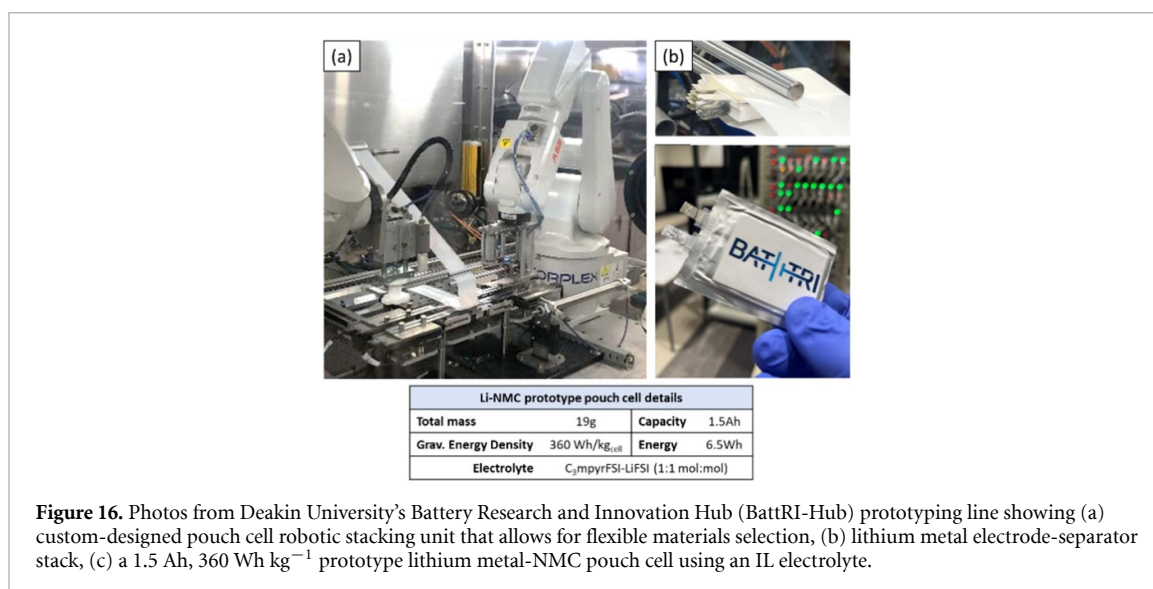 (a)
(b)
ABB
ORPLEX
BATTRI
Li-NMC prototype pouch cell details
Total mass 19g Capacity 1.5Ah
Grav. Energy Density 360 Wh/kgcell Energy 6.5Wh
Electrolyte C₃mpyrFSI-LiFSI (1:1 mol:mol)
Figure 16. Photos from Deakin University's Battery Research and Innovation Hub (BattRI-Hub) prototyping line showing (a)
custom-designed pouch cell robotic stacking unit that allows for flexible materials selection, (b) lithium metal electrode-separator
stack, (c) a 1.5 Ah, 360 Wh kg⁻¹ prototype lithium metal-NMC pouch cell using an IL electrolyte.